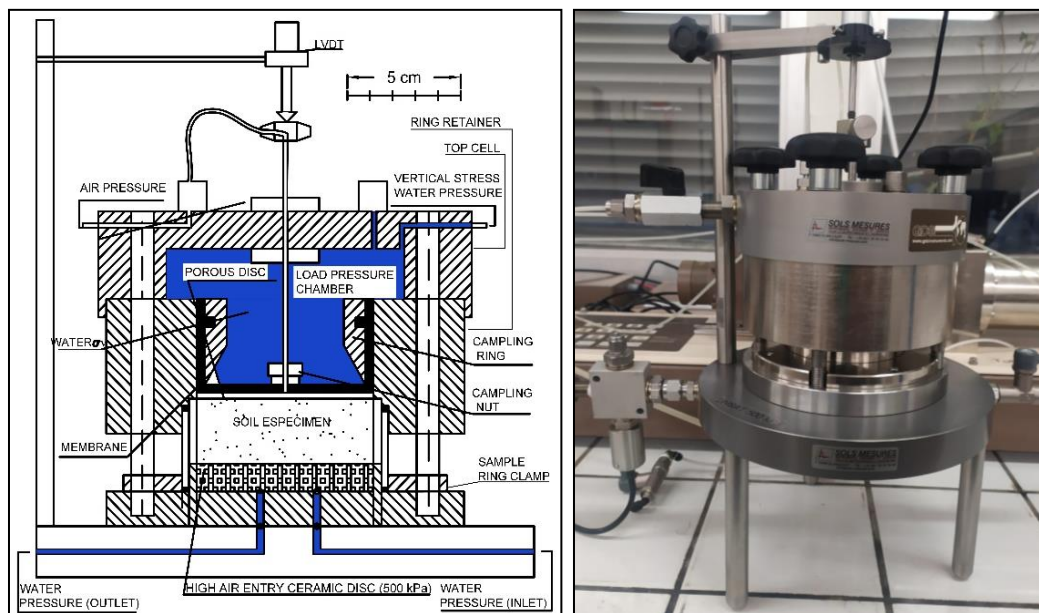 LVDT
5 cm
RING RETAINER
TOP CELL
AIR PRESSURE
VERTICAL STRESS
WATER PRESSURE
POROUS DISC
LOAD PRESSURE
CHAMBER
WATER
CAMPLING
RING
CAMPLING
NUT
SOIL ESPECIMEN
MEMBRANE
SAMPLE
RING CLAMP
HIGH AIR ENTRY CERAMIC DISC (500 kPa)
WATER
PRESSURE (OUTLET)
WATER
PRESSURE (INLET)
SOLS MESURES
SOLS MESURES